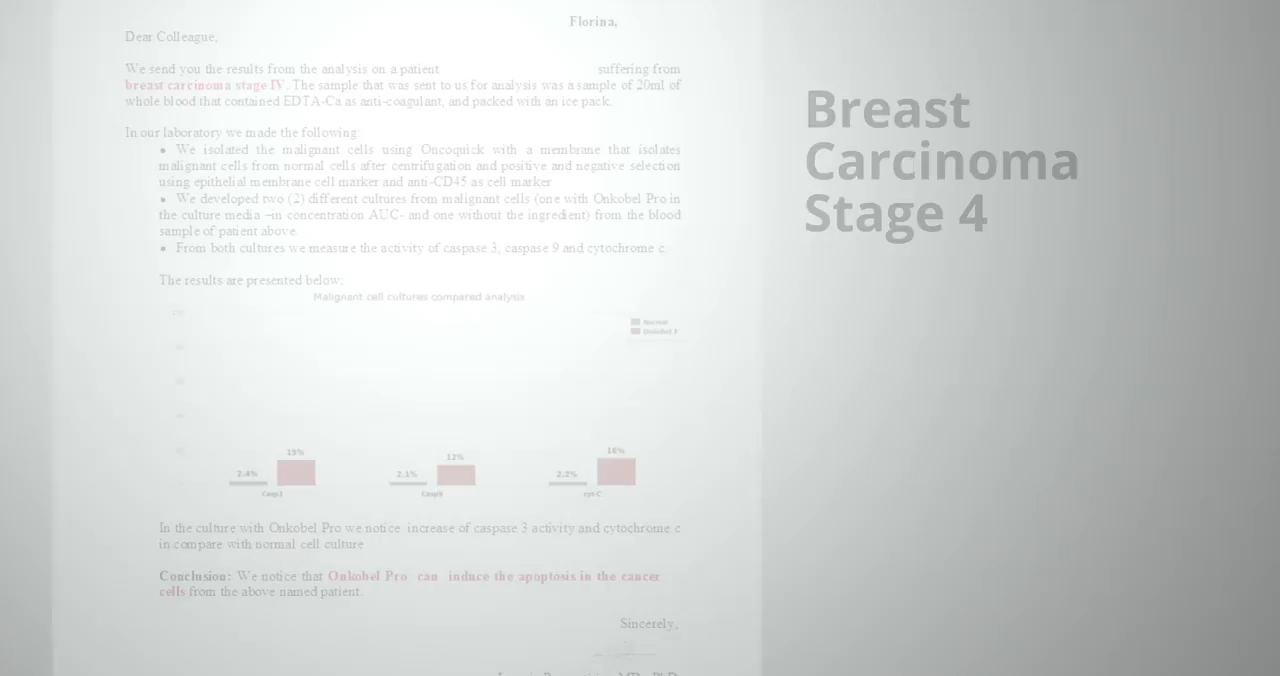 Florina,
Dear Colleague,
We send you the results from the analysis on a patient suffering from
breast carcinoma stage IV. The sample that was sent to us for analysis was a sample of 20ml of
whole blood that contained EDTA-Ca as anti-coagulant, and packed with an ice pack.
In our laboratory we made the following:
• We isolated the malignant cells using Oncoquick with a membrane that isolates
malignant cells from normal cells after centrifugation and positive and negative selection
using epithelial membrane cell marker and anti-CD45 as cell marker
• We developed two (2) different cultures from malignant cells (one with Onkobel Pro in
the culture media –in concentration AUC- and one without the ingredient) from the blood
sample of patient above.
• From both cultures we measure the activity of caspase 3, caspase 9 and cytochrome c.
The results are presented below:
Malignant cell cultures compared analysis
Normal
2.4%
15%
2.1%
12%
2.2%
16%
Casp3
Casp9
cyt-C
In the culture with Onkobel Pro we notice increase of caspase 3 activity and cytochrome c
in compare with normal cell culture
Conclusion: We notice that Onkobel Pro can induce the apoptosis in the cancer
cells from the above named patient.
Sincerely,
MD, PhD
Breast
Carcinoma
Stage 4